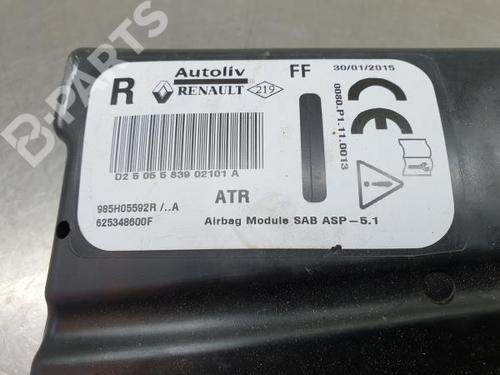 B-PARTS
R
Autoliv
FF
30/01/2015
RENAULT
219
0080.P1.11.0013
CE
D2 5 05 5 839 02101 A
ATR
985H05592R /..A
625348600F
Airbag Module SAB ASP-5.1